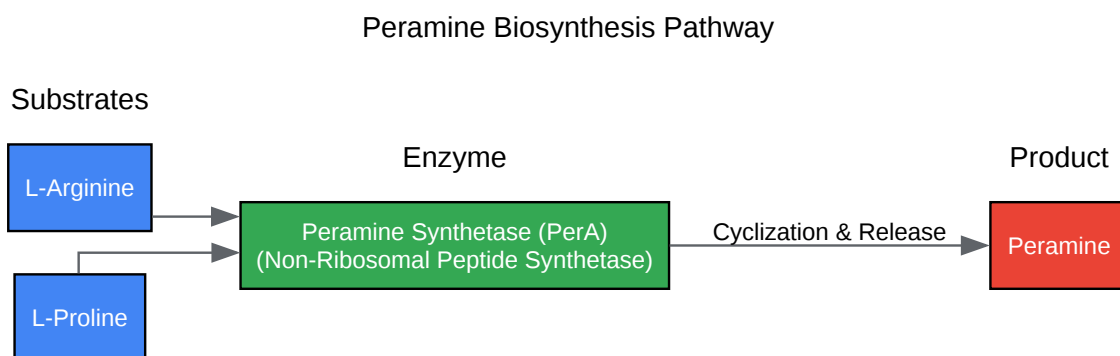 Peramine Biosynthesis Pathway
Substrates
L-Arginine
L-Proline
Enzyme
Peramine Synthetase (PerA)
(Non-Ribosomal Peptide Synthetase)
Cyclization & Release
Product
Peramine